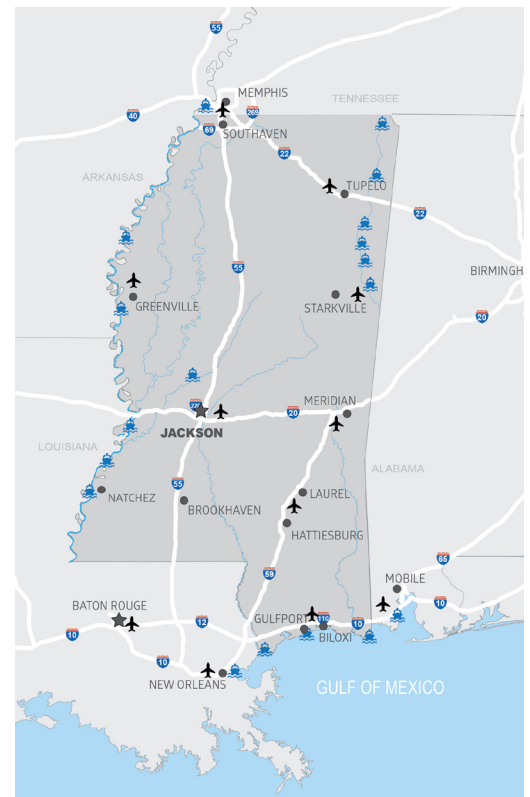 55
MEMPHIS
TENNESSEE
40
269
69
SOUTHAVEN
22
ARKANSAS
TUPELO
22
55
BIRMINGH
GREENVILLE
STARKVILLE
20
220
MERIDIAN
20
JACKSON
LOUISIANA
ALABAMA
55
NATCHEZ
BROOKHAVEN
LAUREL
HATTIESBURG
65
59
MOBILE
BATON ROUGE
10
GULFPORT
110
12
10
10
BILOXI
10
NEW ORLEANS
GULF OF MEXICO